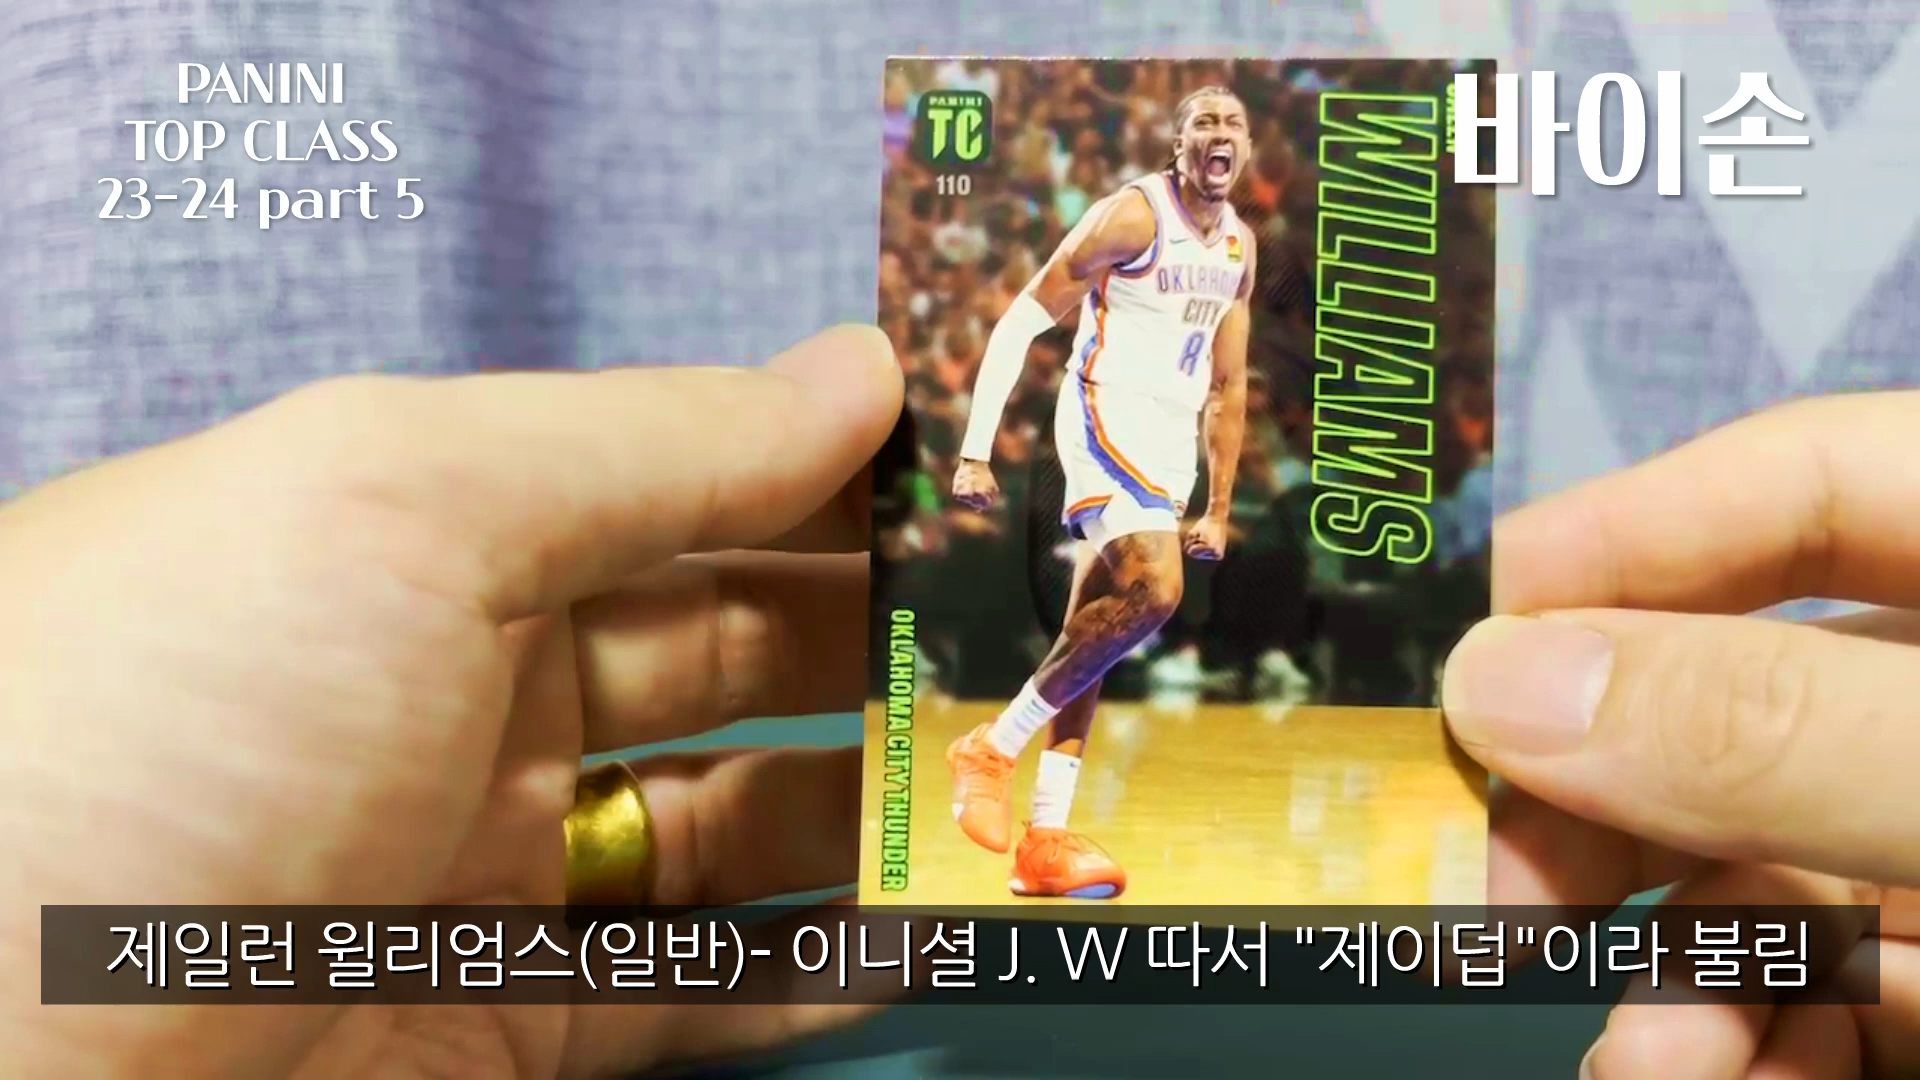 PANINI
TOP CLASS
23-24 part 5
바이손
PANINI
TC
110
WILLIAMS
OKLAHOMA
CITY
8
OKLAHOMA CITY THUNDER
제일런 윌리엄스(일반)- 이니셜 J. W 따서 "제이덥"이라 불림